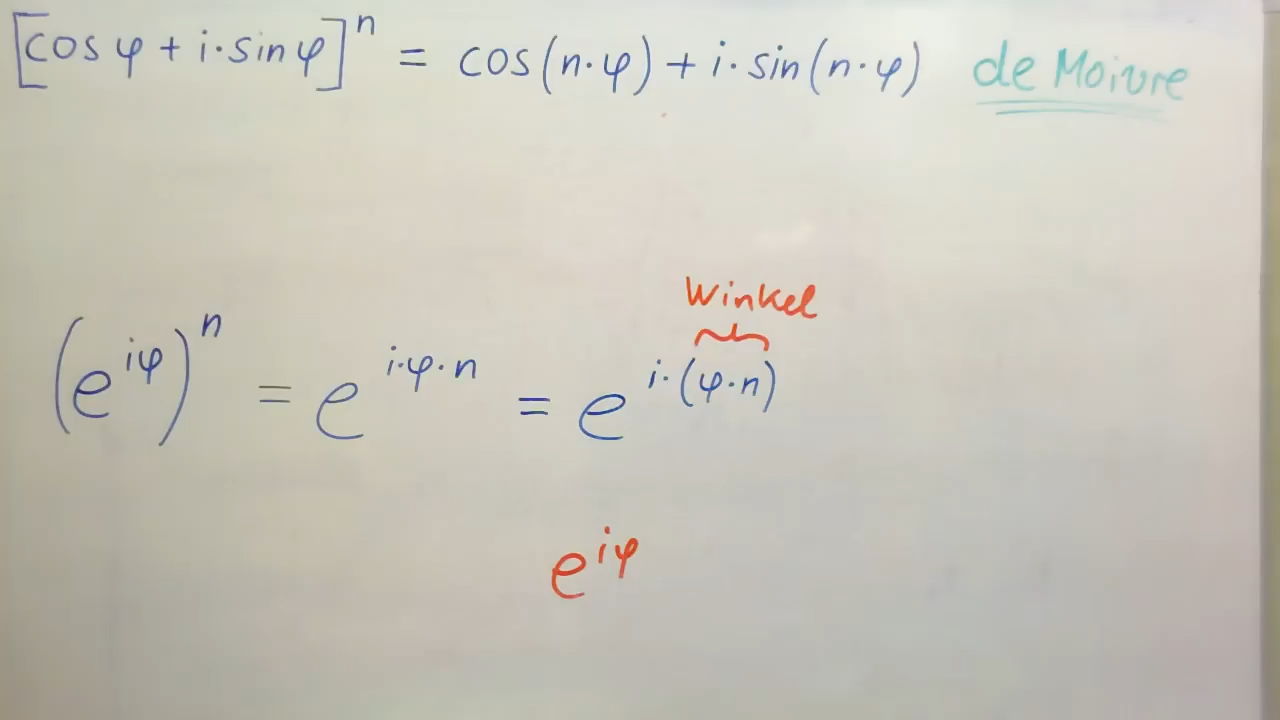 [cos φ + i · sin φ]ⁿ = cos(n·φ) + i · sin(n·φ) de Moivre
Winkel
(e^{iφ})ⁿ = e^{i·φ·n} = e^{i·(φ·n)}
e^{iφ}